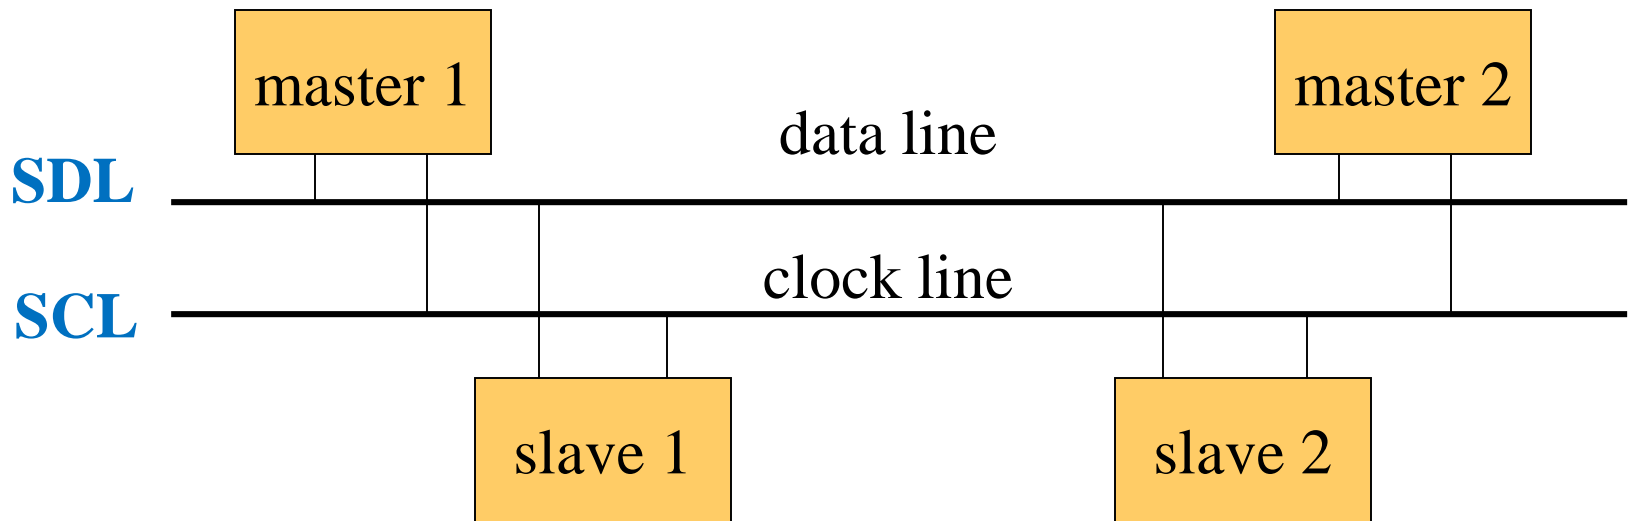 master 1
master 2
data line
SDL
clock line
SCL
slave 1
slave 2